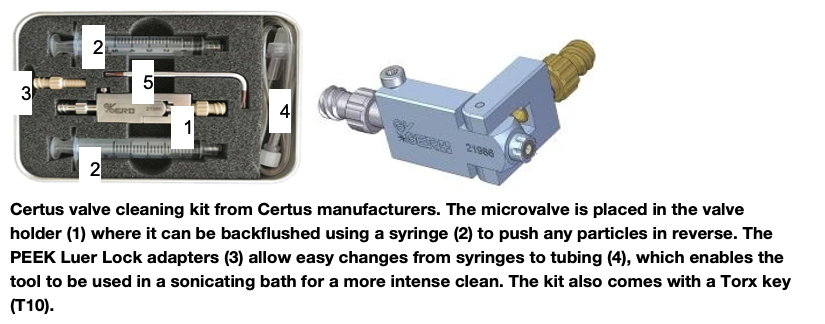 2
5
3
4
21986
1
2
21986
Certus valve cleaning kit from Certus manufacturers. The microvalve is placed in the valve
holder (1) where it can be backflushed using a syringe (2) to push any particles in reverse. The
PEEK Luer Lock adapters (3) allow easy changes from syringes to tubing (4), which enables the
tool to be used in a sonicating bath for a more intense clean. The kit also comes with a Torx key
(T10).